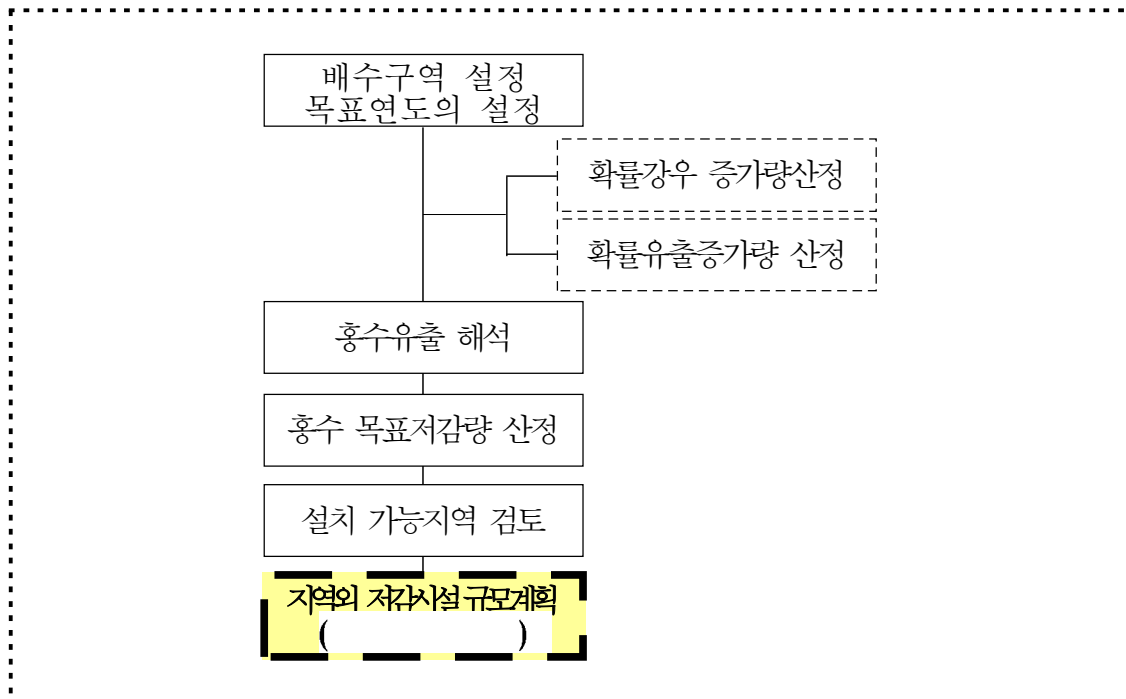 배수구역 설정
목표연도의 설정
확률강우 증가량산정
확률유출증가량 산정
홍수유출 해석
홍수 목표저감량 산정
설치 가능지역 검토
지역외 저감시설 규모계획
( )